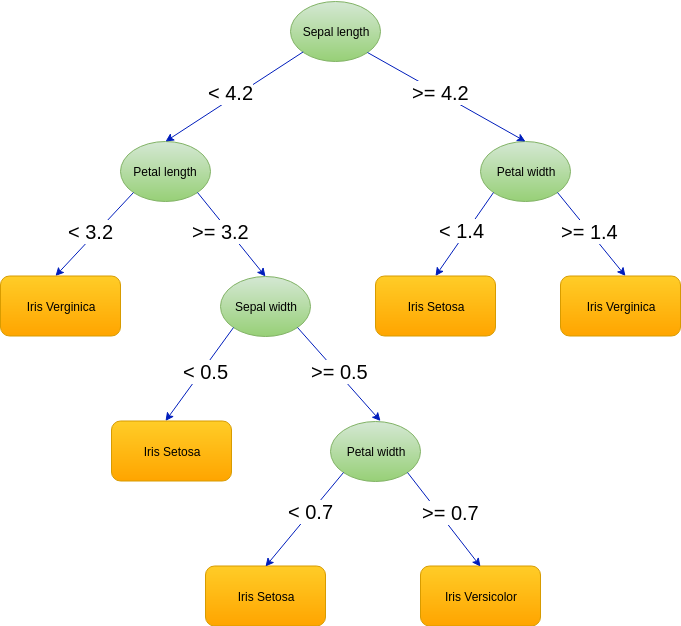 Sepal length
< 4.2
>= 4.2
Petal length
Petal width
< 3.2
>= 3.2
< 1.4
>= 1.4
Iris Verginica
Sepal width
Iris Setosa
Iris Verginica
< 0.5
>= 0.5
Iris Setosa
Petal width
< 0.7
>= 0.7
Iris Setosa
Iris Versicolor